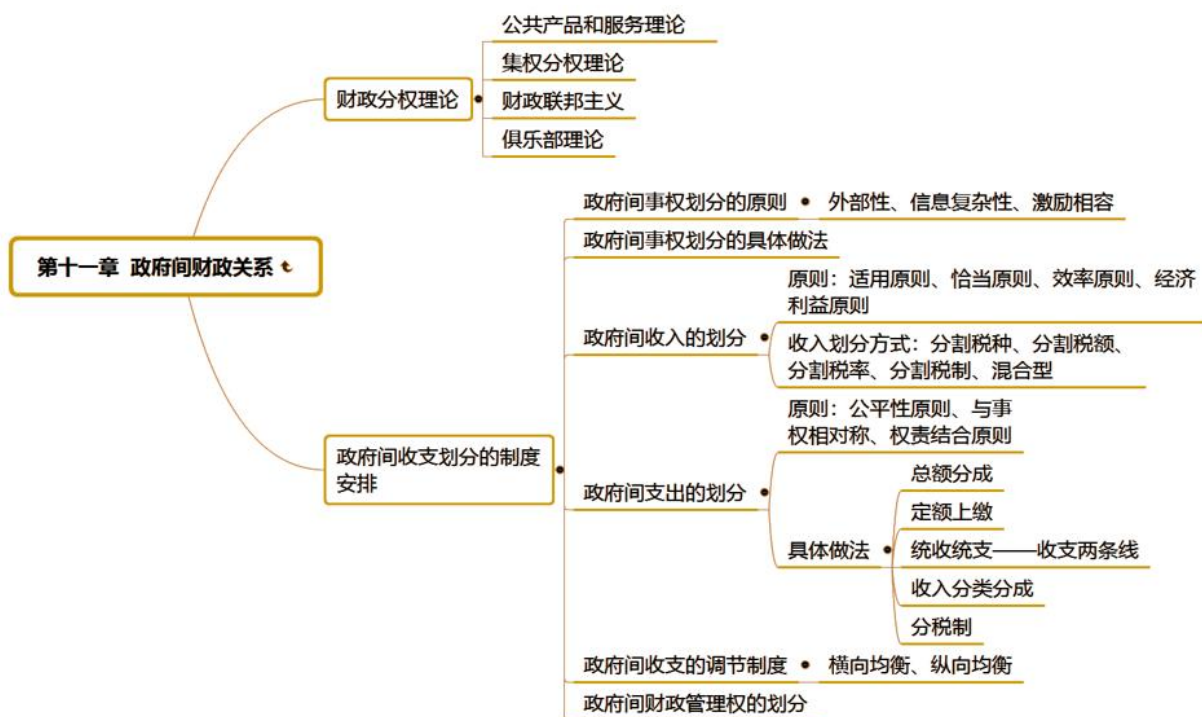 公共产品和服务理论
集权分权理论
财政分权理论
财政联邦主义
俱乐部理论
政府间事权划分的原则
外部性、信息复杂性、激励相容
政府间事权划分的具体做法
第十一章 政府间财政关系
原则：适用原则、恰当原则、效率原则、经济
利益原则
政府间收入的划分
收入划分方式：分割税种、分割税额、
分割税率、分割税制、混合型
原则：公平性原则、与事
权相对称、权责结合原则
政府间收支划分的制度
安排
政府间支出的划分
总额分成
定额上缴
具体做法
统收统支——收支两条线
收入分类分成
分税制
政府间收支的调节制度
横向均衡、纵向均衡
政府间财政管理权的划分